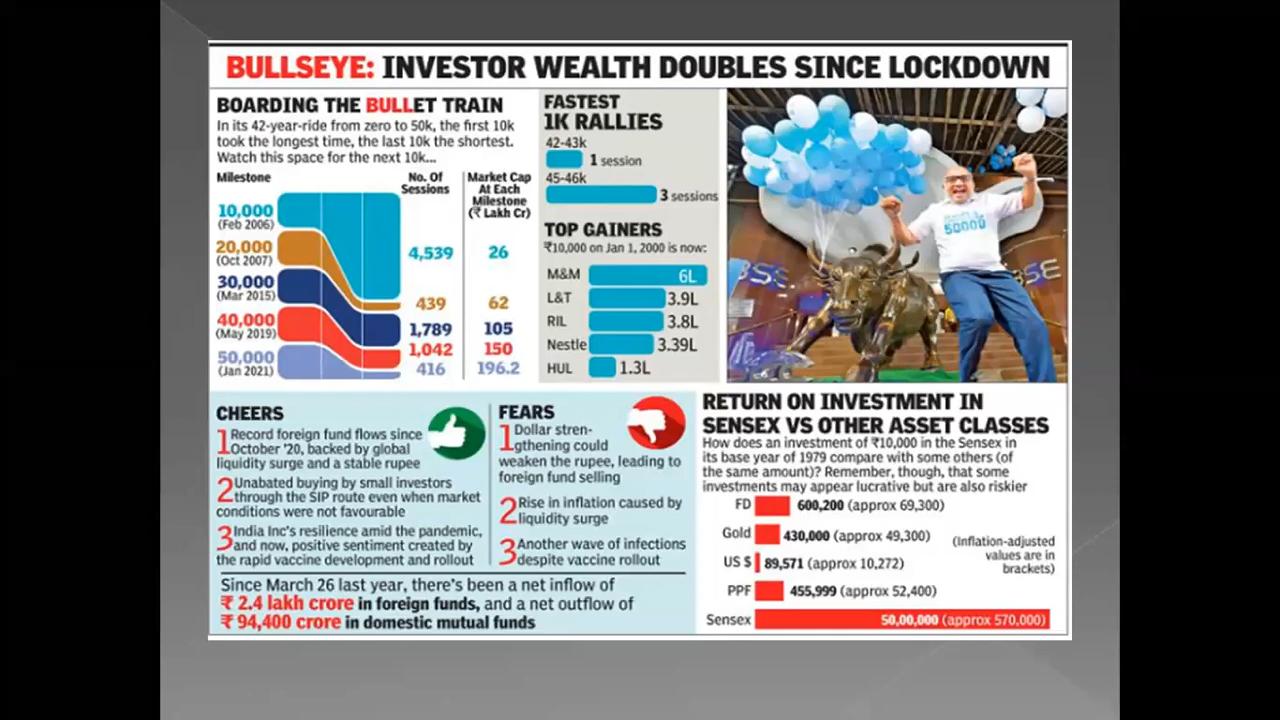 BULLSEYE: INVESTOR WEALTH DOUBLES SINCE LOCKDOWN
BOARDING THE BULLET TRAIN
In its 42-year-ride from zero to 50k, the first 10k
took the longest time, the last 10k the shortest.
Watch this space for the next 10k...
Milestone
No. Of
Sessions
Market Cap
At Each
Milestone
(₹ Lakh Cr)
10,000
(Feb 2006)
4,539
26
20,000
(Oct 2007)
439
62
30,000
(Mar 2015)
1,789
105
40,000
(May 2019)
1,042
150
50,000
(Jan 2021)
416
196.2
FASTEST
1K RALLIES
42-43k
1 session
45-46k
3 sessions
TOP GAINERS
₹10,000 on Jan 1, 2000 is now:
M&M 6L
L&T 3.9L
RIL 3.8L
Nestle 3.39L
HUL 1.3L
50000
BSE
CHEERS
1 Record foreign fund flows since
October '20, backed by global
liquidity surge and a stable rupee
2 Unabated buying by small investors
through the SIP route even when market
conditions were not favourable
3 India Inc's resilience amid the pandemic,
and now, positive sentiment created by
the rapid vaccine development and rollout
FEARS
1 Dollar stren-
gthening could
weaken the rupee, leading to
foreign fund selling
2 Rise in inflation caused by
liquidity surge
3 Another wave of infections
despite vaccine rollout
Since March 26 last year, there's been a net inflow of
₹ 2.4 lakh crore in foreign funds, and a net outflow of
₹ 94,400 crore in domestic mutual funds
RETURN ON INVESTMENT IN
SENSEX VS OTHER ASSET CLASSES
How does an investment of ₹10,000 in the Sensex in
its base year of 1979 compare with some others (of
the same amount)? Remember, though, that some
investments may appear lucrative but are also riskier
FD 600,200 (approx 69,300)
Gold 430,000 (approx 49,300)
US $ 89,571 (approx 10,272)
PPF 455,999 (approx 52,400)
Sensex 50,00,000 (approx 570,000)
(Inflation-adjusted
values are in
brackets)